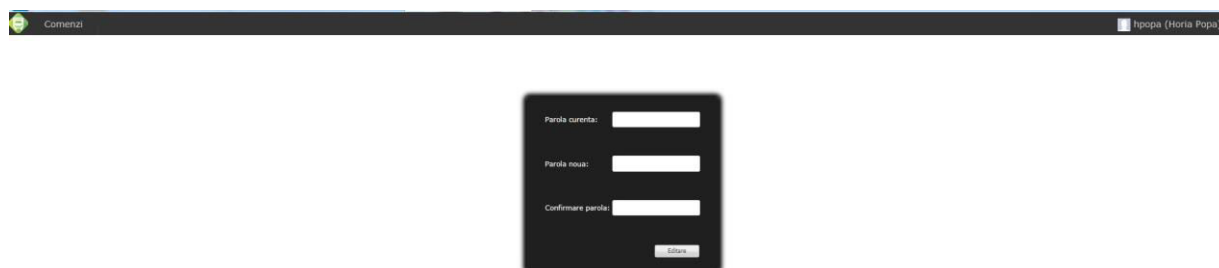 Comenzi
hpopa (Horia Popa)
Parola curenta:
Parola noua:
Confirmare parola:
Editare